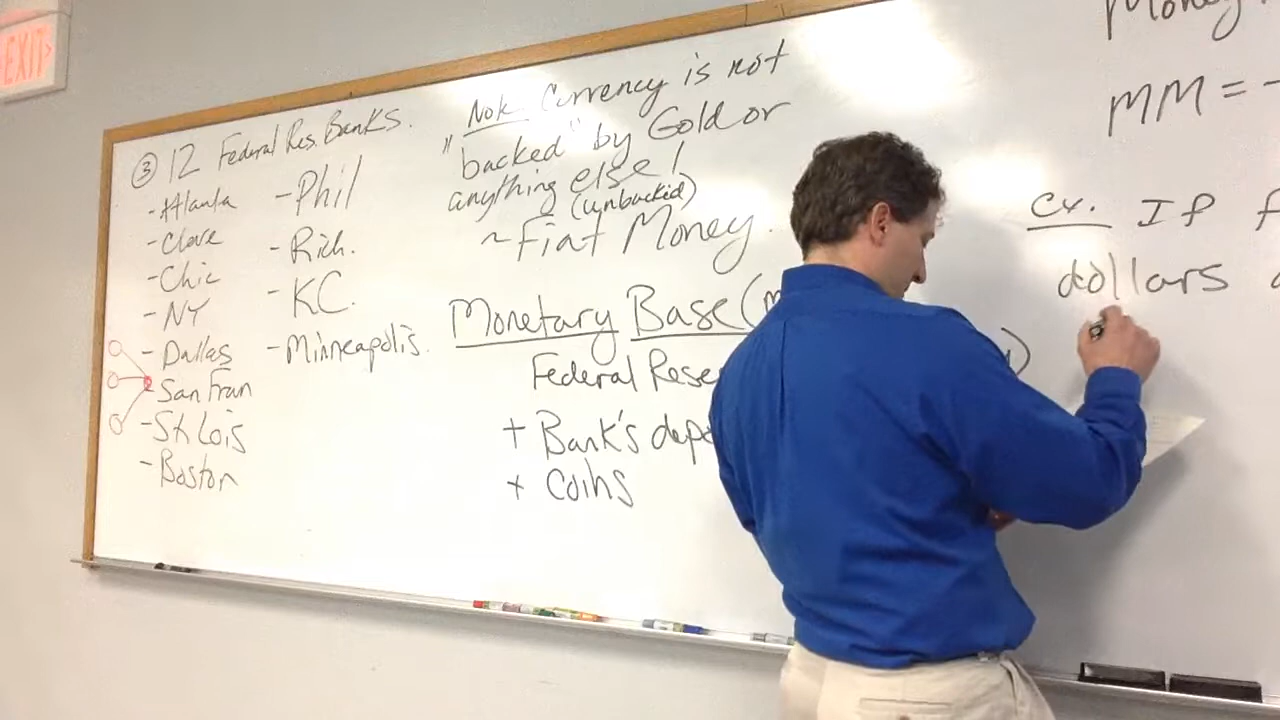 EXIT
③ 12 Federal Res. Banks.
- Atlanta
- Cleve
- Chic
- NY
- Dallas
- San Fran
- St. Lois
- Boston
- Phil
- Rich.
- KC.
- Minneapolis.
Note Currency is not
"backed" by Gold or
anything else!
(unbacked)
~ Fiat Money.
Monetary Base (m
Federal Rese
+ Bank's depo
+ Coins
Money
MM = -
Ex. If f
dollars